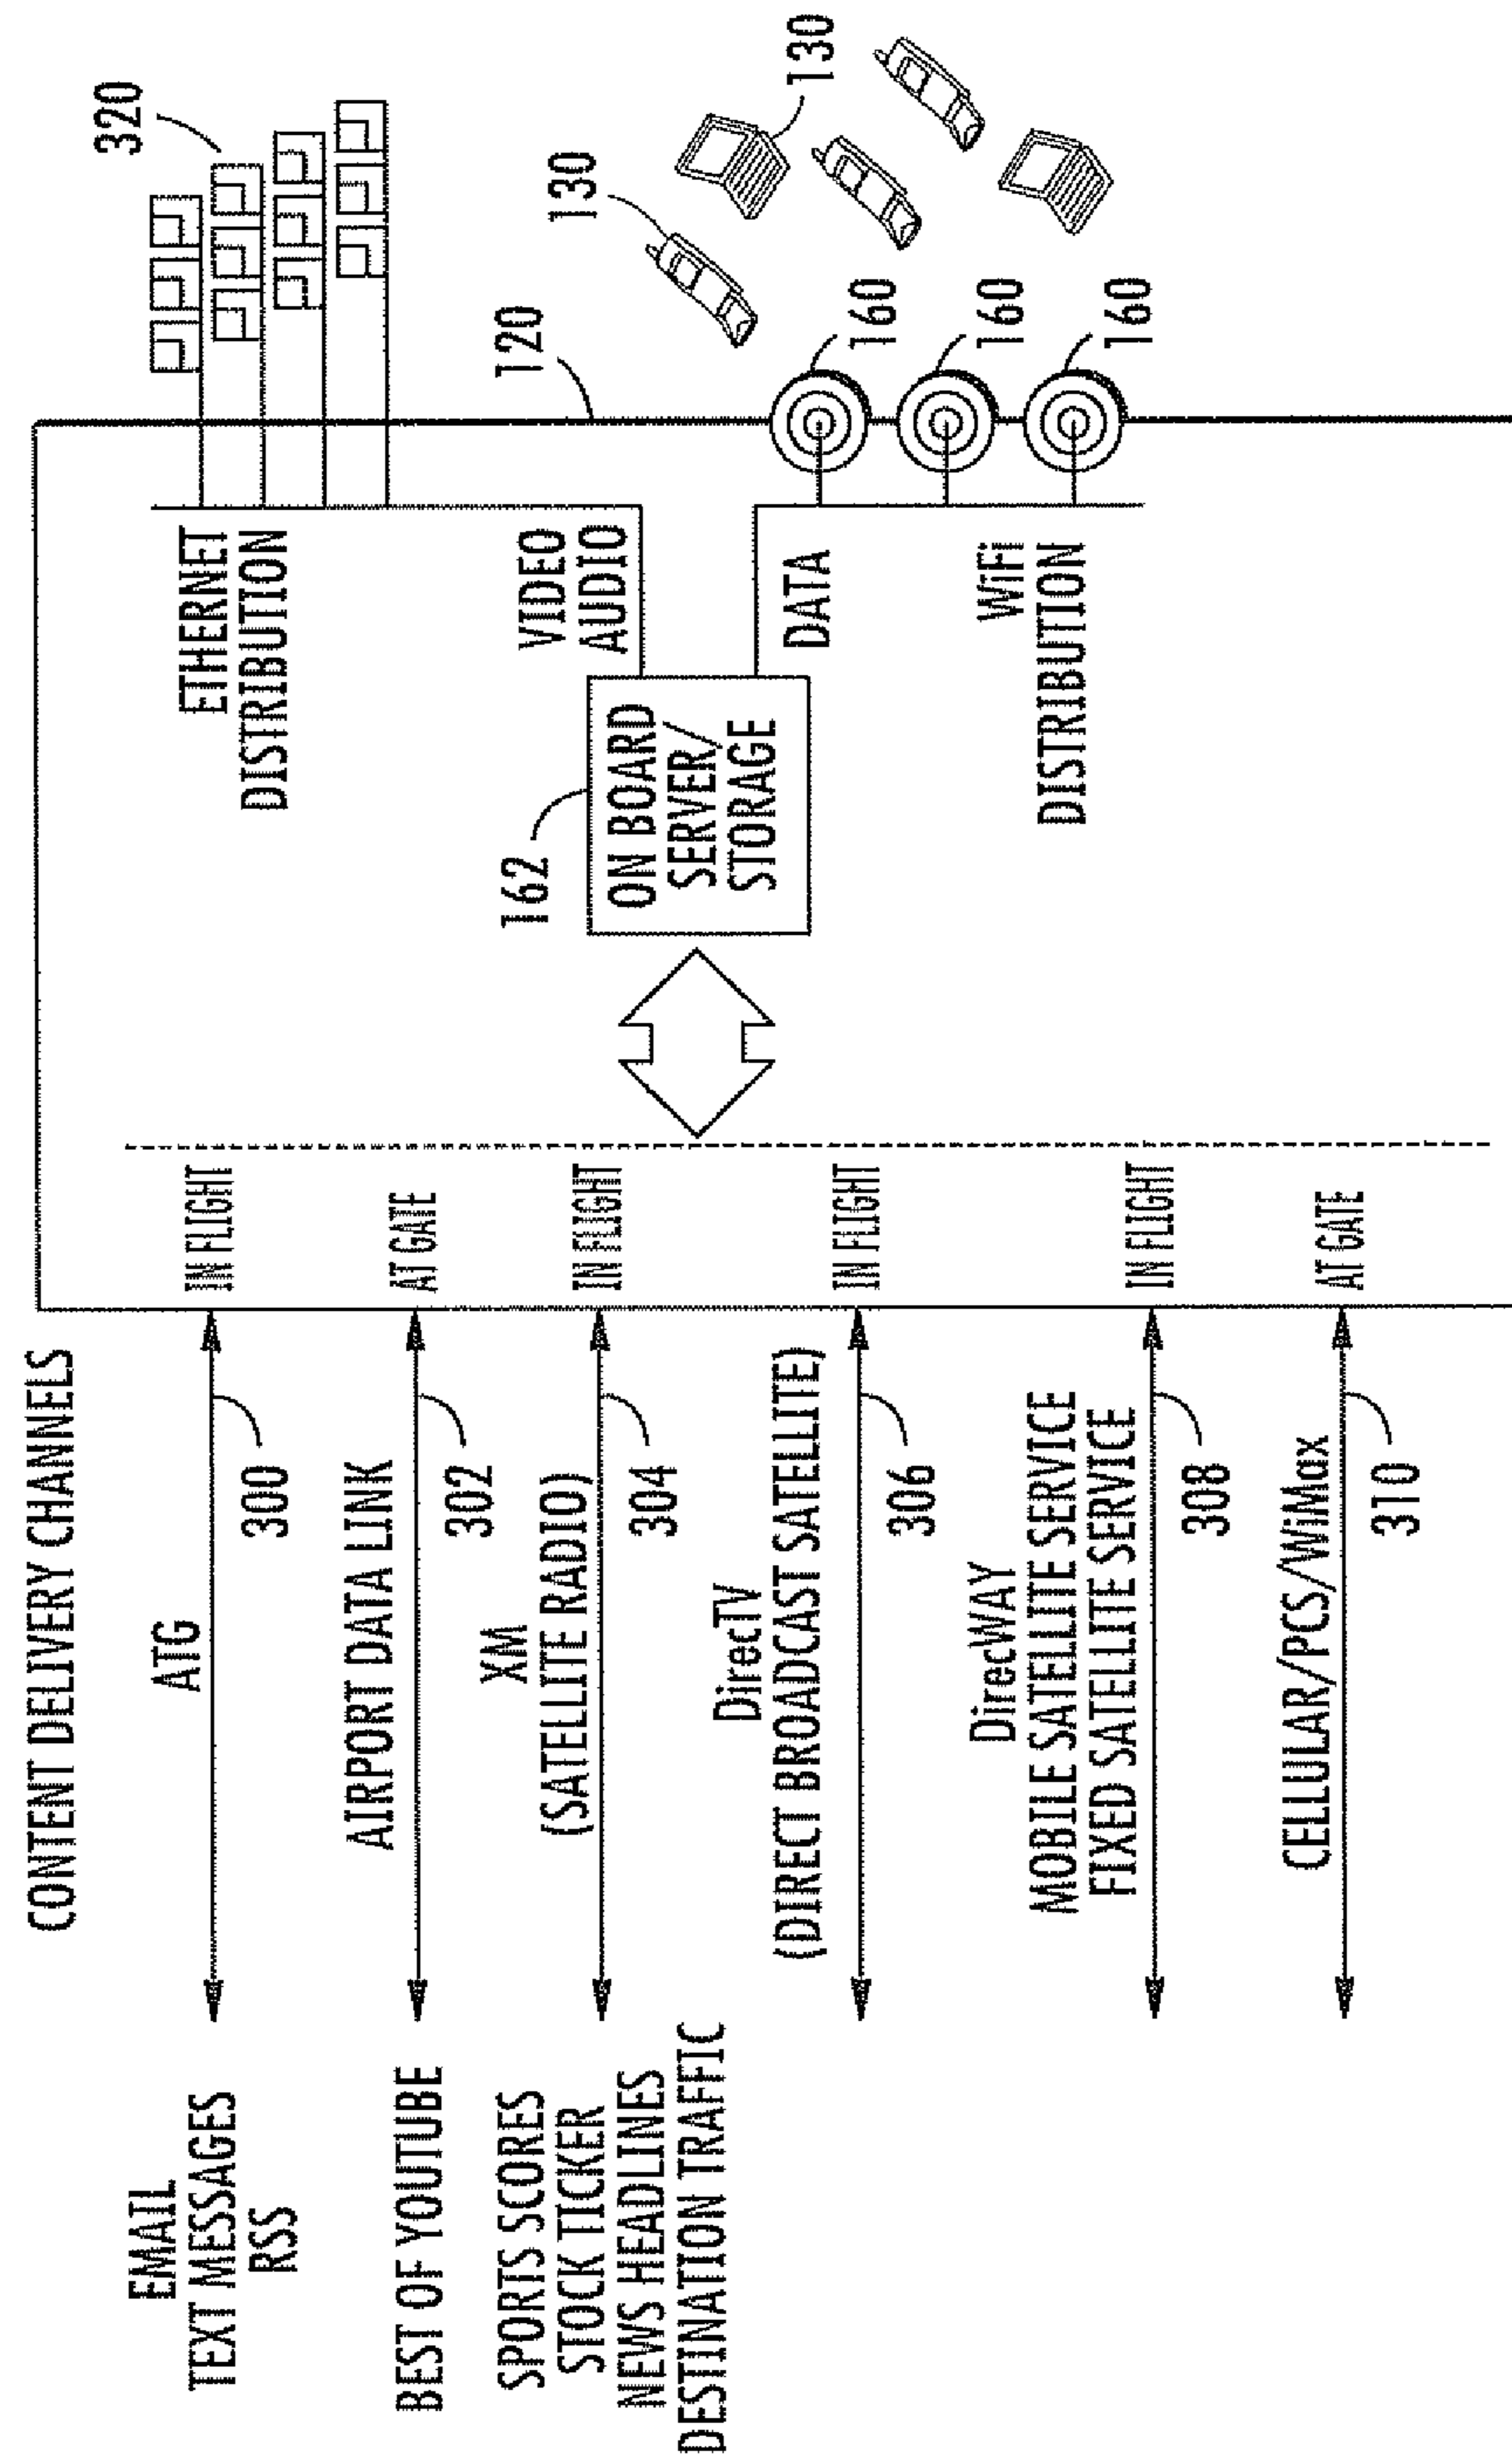 CONTENT DELIVERY CHANNELS
EMAIL
TEXT MESSAGES
RSS
ATG
300
IN FLIGHT
BEST OF YOUTUBE
AIRPORT DATA LINK
302
AT GATE
SPORTS SCORES
STOCK TICKER
NEWS HEADLINES
DESTINATION TRAFFIC
XM
(SATELLITE RADIO)
304
IN FLIGHT
DirecTV
(DIRECT BROADCAST SATELLITE)
306
IN FLIGHT
DirecWAY
MOBILE SATELLITE SERVICE
FIXED SATELLITE SERVICE
308
IN FLIGHT
CELLULAR/PCS/WiMax
310
AT GATE
162
ON BOARD
SERVER/
STORAGE
ETHERNET
DISTRIBUTION
VIDEO
AUDIO
DATA
WiFi
DISTRIBUTION
320
120
130
130
160
160
160